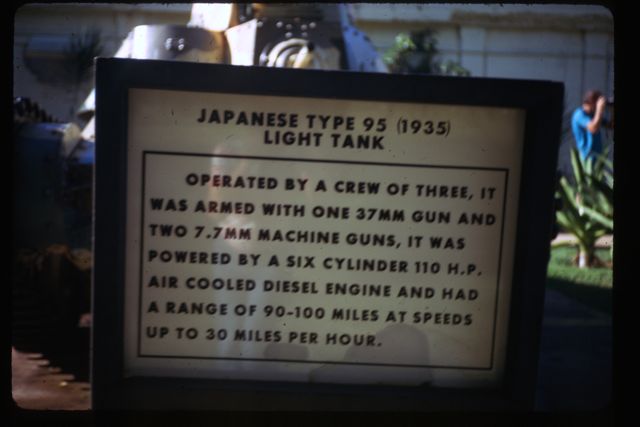 JAPANESE TYPE 95 (1935)
LIGHT TANK
OPERATED BY A CREW OF THREE, IT
WAS ARMED WITH ONE 37MM GUN AND
TWO 7.7MM MACHINE GUNS, IT WAS
POWERED BY A SIX CYLINDER 110 H.P.
AIR COOLED DIESEL ENGINE AND HAD
A RANGE OF 90-100 MILES AT SPEEDS
UP TO 30 MILES PER HOUR.